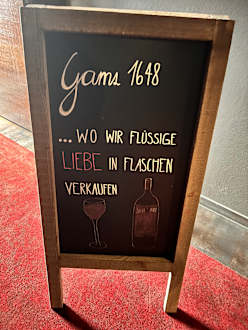 Gams 1648
... WO WIR FLÜSSIGE
LIEBE IN FLASCHEN
VERKAUFEN